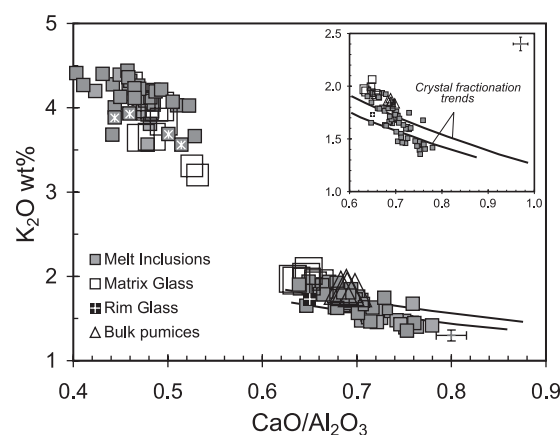 5
4
3
2
1
K₂O wt%
0.4 0.5 0.6 0.7 0.8 0.9
CaO/Al₂O₃
Melt Inclusions
Matrix Glass
Rim Glass
Bulk pumices
2.5
2.0
1.5
1.0
0.6 0.7 0.8 0.9 1.0
Crystal fractionation
trends